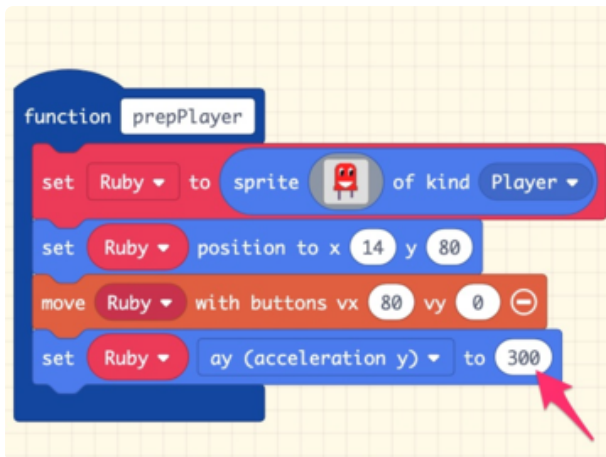 function prepPlayer
set Ruby to sprite of kind Player
set Ruby position to x 14 y 80
move Ruby with buttons vx 80 vy 0
set Ruby ay (acceleration y) to 300